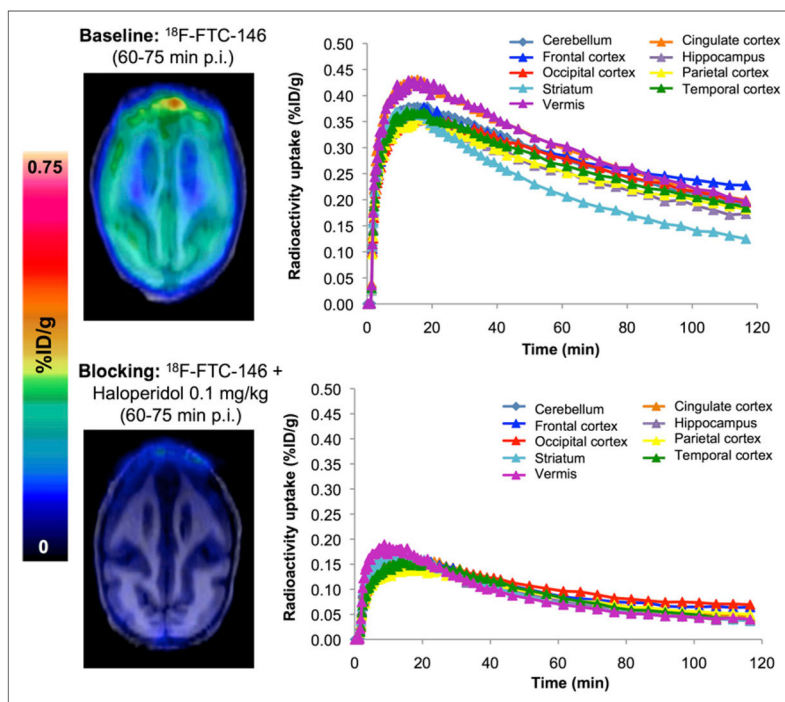 Baseline: ¹⁸F-FTC-146
(60-75 min p.i.)
0.75
%ID/g
0
Blocking: ¹⁸F-FTC-146 +
Haloperidol 0.1 mg/kg
(60-75 min p.i.)
Radioactivity uptake (%ID/g)
0.50
0.45
0.40
0.35
0.30
0.25
0.20
0.15
0.10
0.05
0.00
Cerebellum
Frontal cortex
Occipital cortex
Striatum
Vermis
Cingulate cortex
Hippocampus
Parietal cortex
Temporal cortex
0 20 40 60 80 100 120
Time (min)
Radioactivity uptake (%ID/g)
0.50
0.45
0.40
0.35
0.30
0.25
0.20
0.15
0.10
0.05
0.00
Cerebellum
Frontal cortex
Occipital cortex
Striatum
Vermis
Cingulate cortex
Hippocampus
Parietal cortex
Temporal cortex
0 20 40 60 80 100 120
Time (min)